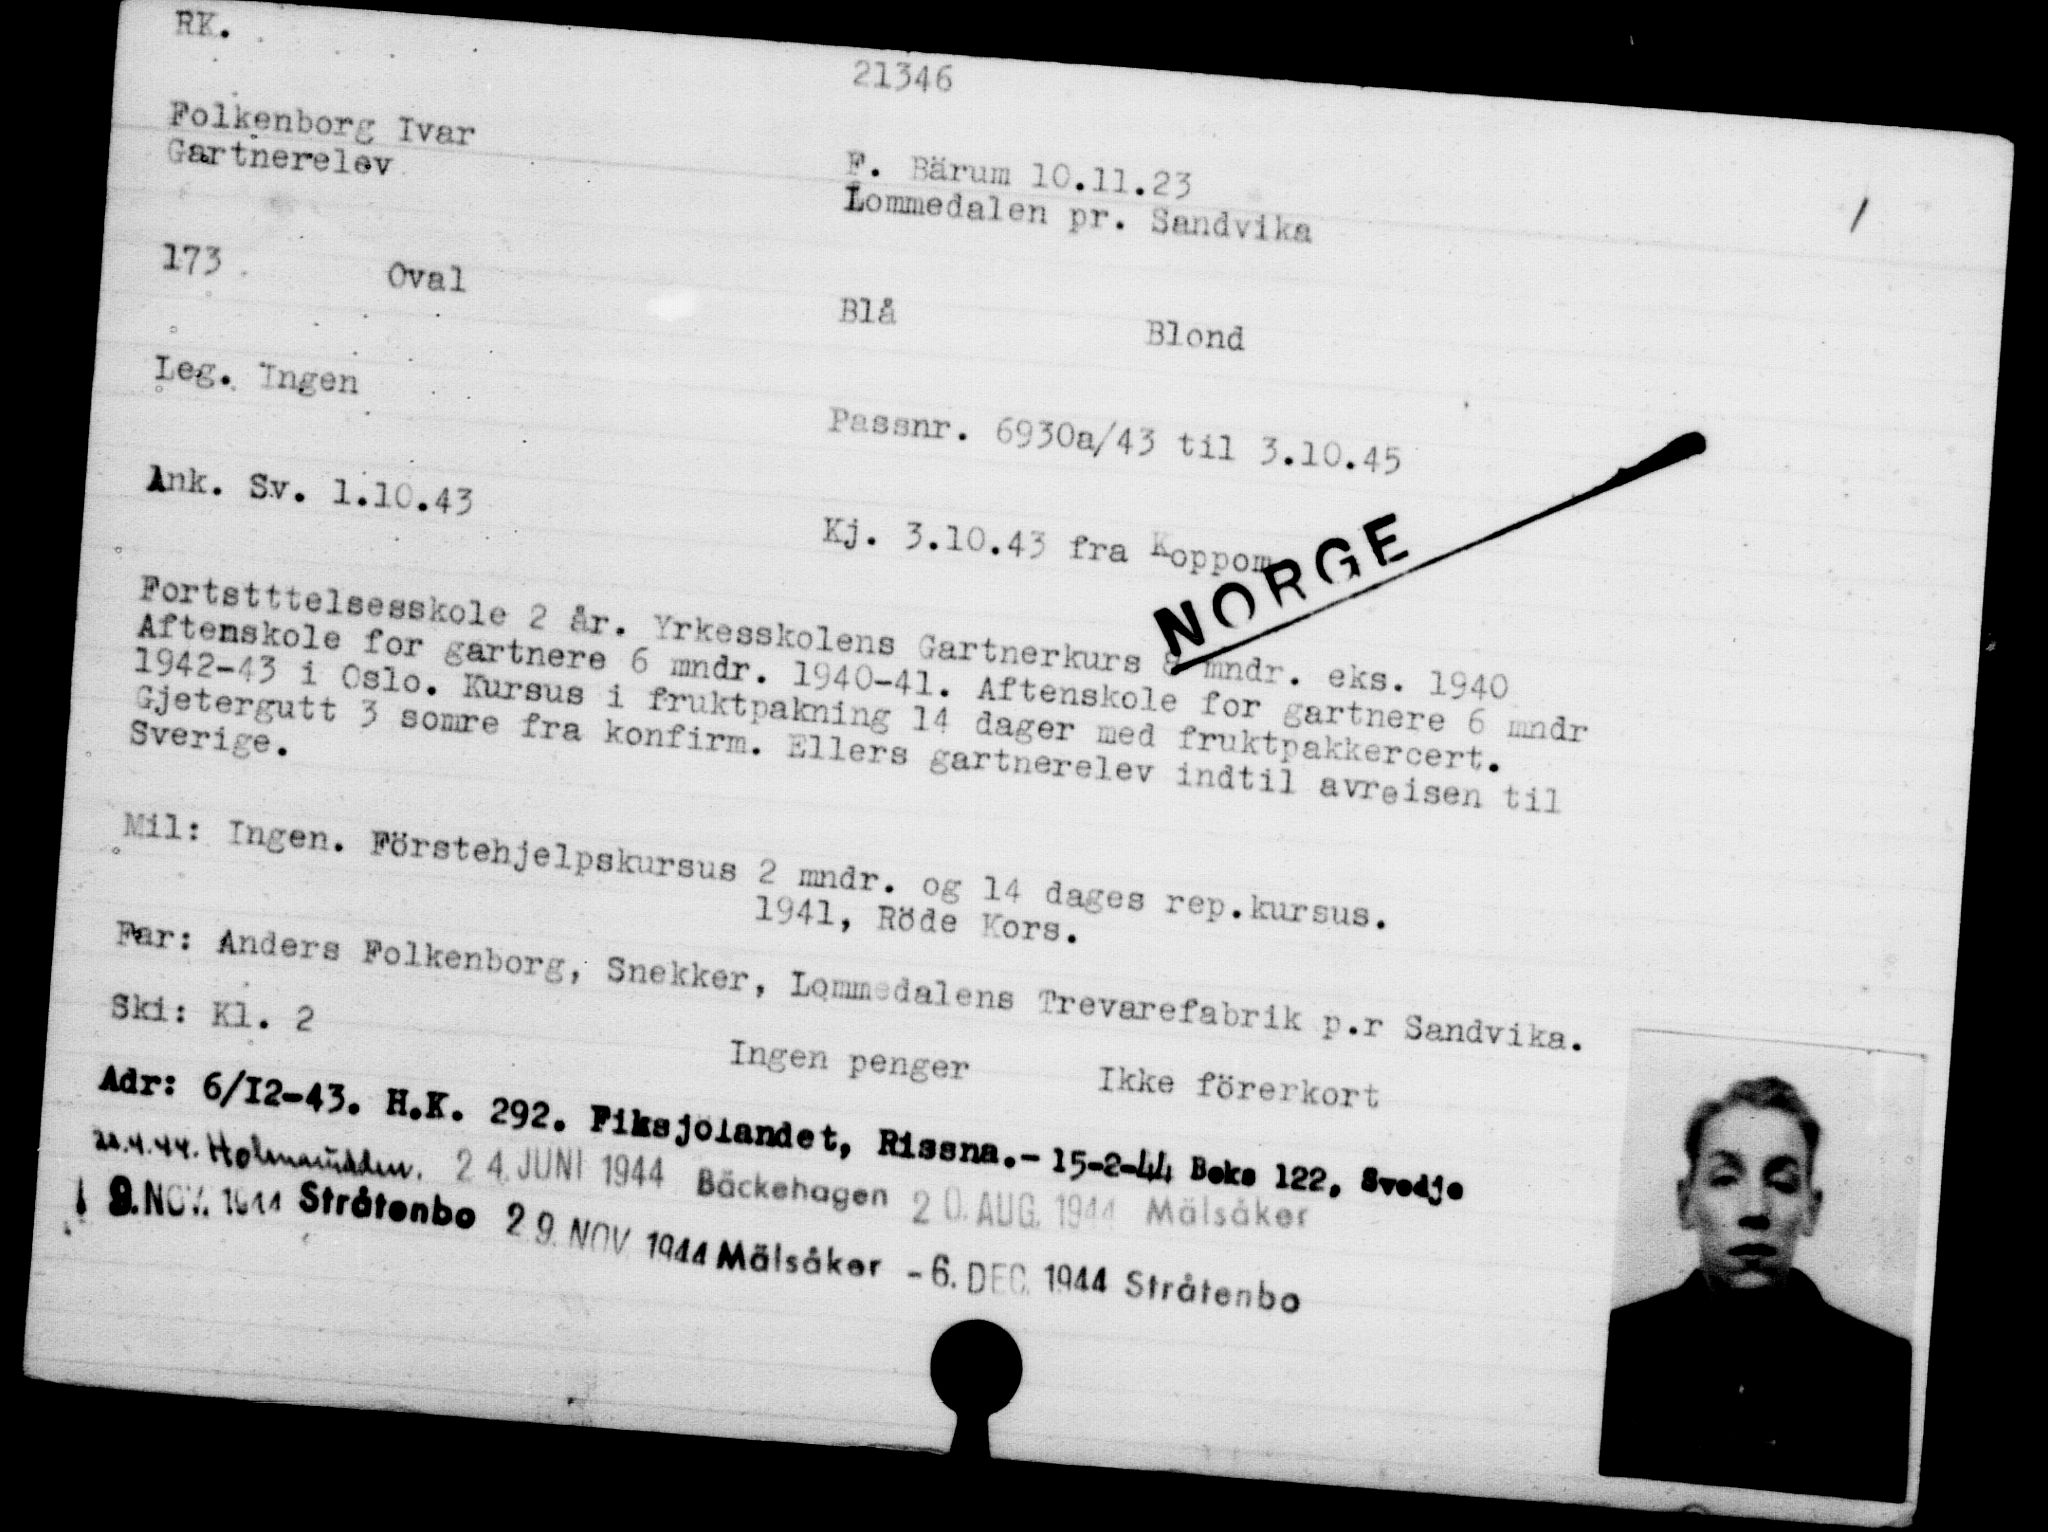 RK.
21346
Folkenborg Ivar
Gartnerelev
F. Bärum 10.11.23
Lommedalen pr. Sandvika
173 Oval Blå Blond
Leg. Ingen
Passnr. 6930a/43 til 3.10.45
Ank. Sv. 1.10.43
Kj. 3.10.43 fra Koppom
NORGE
Fortstttelsesskole 2 år. Yrkesskolens Gartnerkurs 8 mndr. eks. 1940
Aftenskole for gartnere 6 mndr. 1940-41. Aftenskole for gartnere 6 mndr
1942-43 i Oslo. Kursus i fruktpakning 14 dager med fruktpakkercert.
Gjetergutt 3 somre fra konfirm. Ellers gartnerelev indtil avreisen til
Sverige.
Mil: Ingen. Förstehjelpskursus 2 mndr. og 14 dages rep.kursus.
1941, Röde Kors.
Far: Anders Folkenborg, Snekker, Lommedalens Trevarefabrik p.r Sandvika.
Ski: Kl. 2
Ingen penger Ikke förerkort
Adr: 6/I2-43. H.K. 292. Fiksjölandet, Rissna.- 15-2-44 Boks 122, Svedje
4.44. 24. JUNI 1944 Bäckehagen 20. AUG. 1944 Mälsåker
9. NOV. 1944 Stråtenbo 29. NOV 1944 Mälsåker -6. DEC. 1944 Stråtenbo